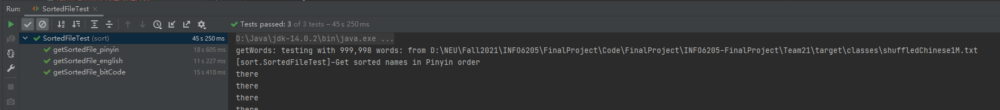 Run: SortedFileTest ×
Tests passed: 3 of 3 tests – 45 s 250 ms
SortedFileTest (sort) 45 s 250 ms
getSortedFile_pinyin 18 s 605 ms
getSortedFile_english 11 s 227 ms
getSortedFile_bitCode 15 s 418 ms
D:\Java\jdk-14.0.2\bin\java.exe ...
getWords: testing with 999,998 words: from D:\NEU\Fall2021\INFO6205\FinalProject\Code\FinalProject\INFO6205-FinalProject\Team21\target\classes\shuffledChinese1M.txt
[sort.SortedFileTest]-Get sorted names in Pinyin order
there
there
there
there